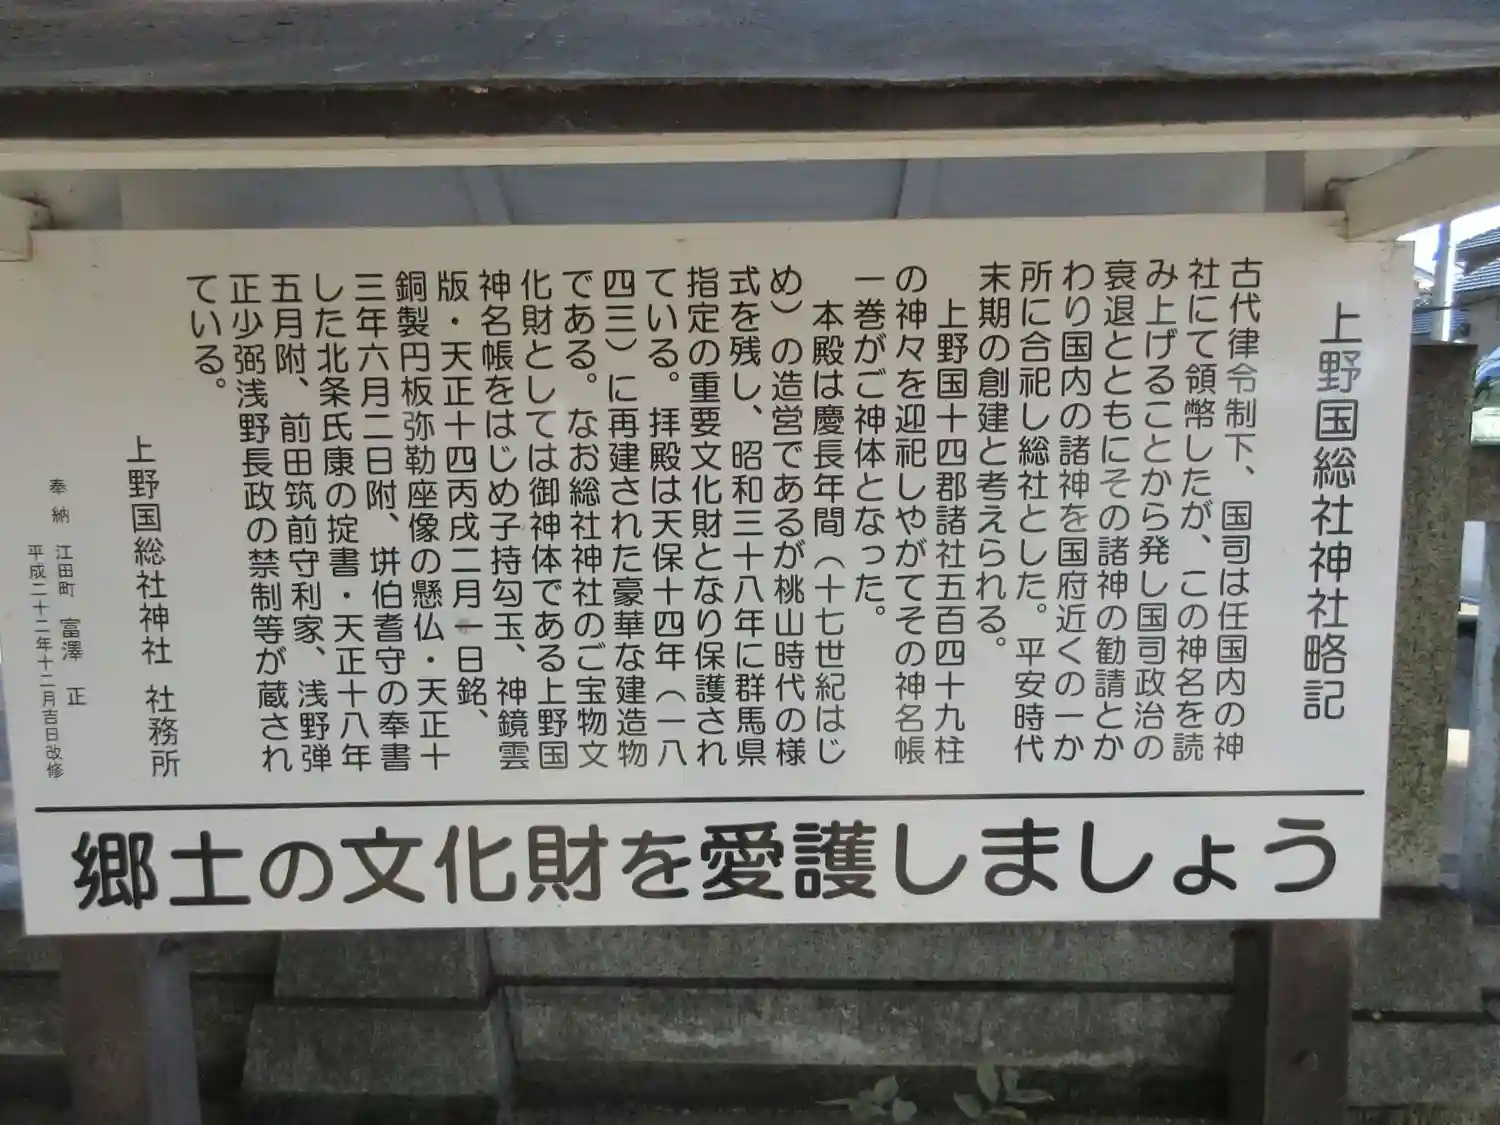 上野国総社神社略記
古代律令制下、国司は任国内の神
社にて領幣したが、この神名を読
み上げることから発し国司政治の
衰退とともにその諸神の勧請とか
わり国内の諸神を国府近くの一か
所に合祀し総社とした。平安時代
末期の創建と考えられる。
上野国十四郡諸社五百四十九柱
の神々を迎祀しやがてその神名帳
一巻がご神体となった。
本殿は慶長年間（十七世紀はじ
め）の造営であるが桃山時代の様
式を残し、昭和三十八年に群馬県
指定の重要文化財となり保護され
ている。拝殿は天保十四年（一八
四三）に再建された豪華な建造物
である。なお総社神社のご宝物文
化財としては御神体である上野国
神名帳をはじめ子持勾玉、神鏡雲
版・天正十四丙戌二月一日銘、
銅製円板弥勒座像の懸仏・天正十
三年六月二日附、垪伯耆守の奉書
した北条氏康の掟書・天正十八年
五月附、前田筑前守利家、浅野弾
正少弼浅野長政の禁制等が蔵され
ている。
上野国総社神社 社務所
奉納 江田町 富澤 正
平成二十二年十二月吉日改修
郷土の文化財を愛護しましょう